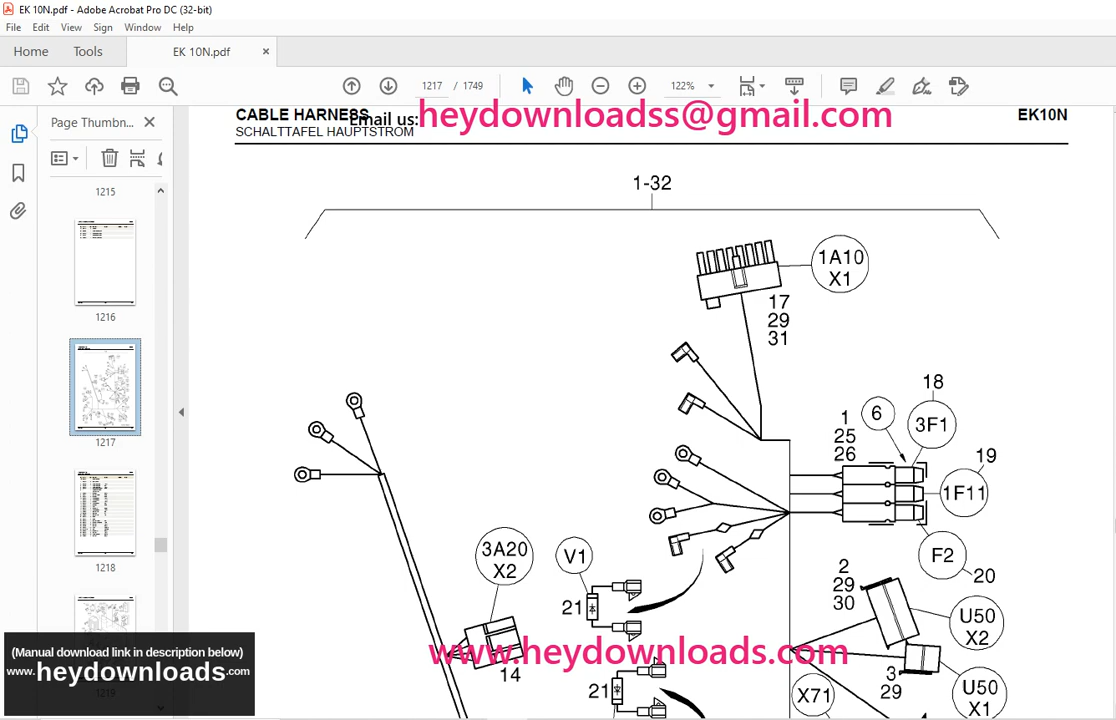 EK 10N.pdf - Adobe Acrobat Pro DC (32-bit)
File Edit View Sign Window Help
Home Tools EK 10N.pdf ×
1217 / 1749 122%
Page Thumbn...
1215
1216
1217
1218
1219
CABLE HARNESS
SCHALTTAFEL HAUPTSTROM
Email us: heydownloadss@gmail.com
EK10N
1-32
1A10
X1
17
29
31
18
1
25
26
6
3F1
19
1F11
F2
20
3A20
X2
V1
21
14
2
29
30
U50
X2
3
29
U50
X1
21
X71
www.heydownloads.com
(Manual download link in description below)
www.heydownloads.com